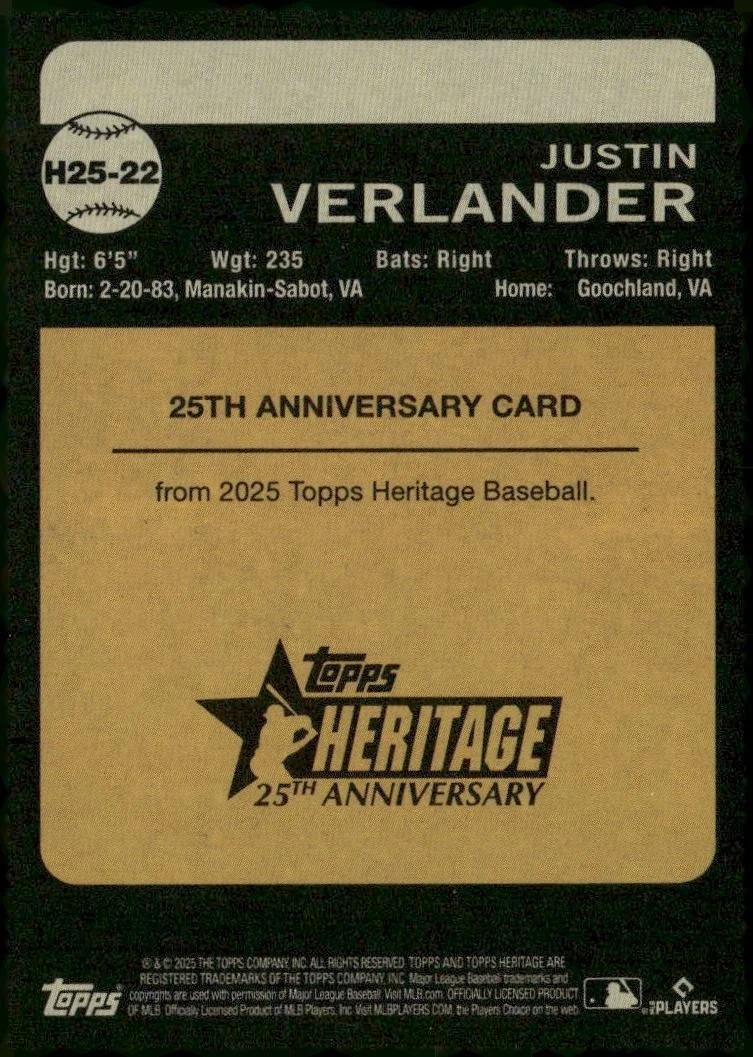 H25-22
JUSTIN
VERLANDER
Hgt: 6'5" Wgt: 235 Bats: Right Throws: Right
Born: 2-20-83, Manakin-Sabot, VA Home: Goochland, VA
25TH ANNIVERSARY CARD
from 2025 Topps Heritage Baseball.
topps
HERITAGE
25TH ANNIVERSARY
® & © 2025 THE TOPPS COMPANY, INC. ALL RIGHTS RESERVED. TOPPS AND TOPPS HERITAGE ARE
REGISTERED TRADEMARKS OF THE TOPPS COMPANY, INC. Major League Baseball trademarks and
copyrights are used with permission of Major League Baseball. Visit MLB.com. OFFICIALLY LICENSED PRODUCT
OF MLB Officially Licensed Product of MLB Players, Inc. Visit MLBPLAYERS.COM, the Players Choice on the web.
topps
PLAYERS